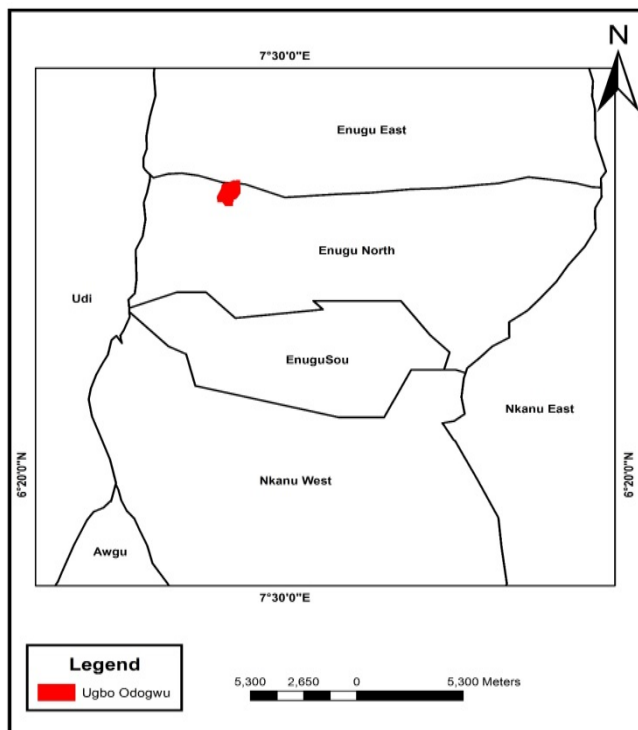 7°30'0"E
N
Enugu East
Enugu North
Udi
EnuguSou
Nkanu East
6°20'0"N
6°20'0"N
Nkanu West
Awgu
7°30'0"E
Legend
Ugbo Odogwu
5,300 2,650 0 5,300 Meters